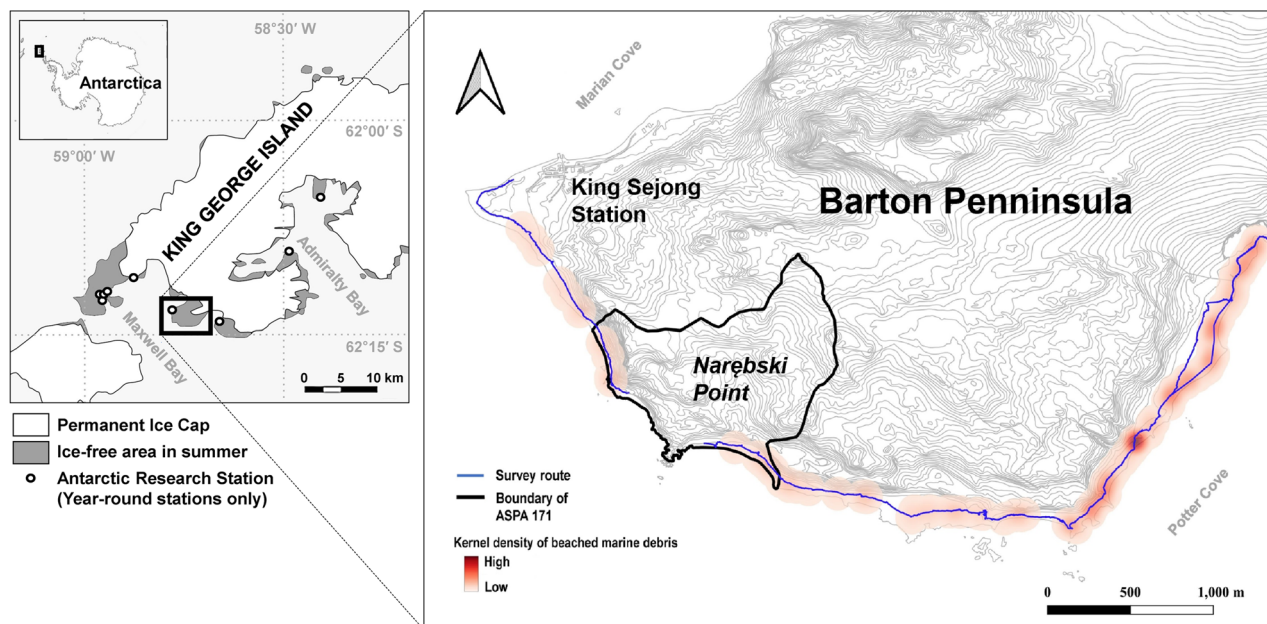 Antarctica
58°30′ W
62°00′ S
59°00′ W
KING GEORGE ISLAND
Admiralty Bay
Maxwell Bay
62°15′ S
0 5 10 km
Permanent Ice Cap
Ice-free area in summer
Antarctic Research Station
(Year-round stations only)
Marian Cove
King Sejong
Station
Barton Penninsula
Narębski
Point
Potter Cove
Survey route
Boundary of
ASPA 171
Kernel density of beached marine debris
High
Low
0 500 1,000 m